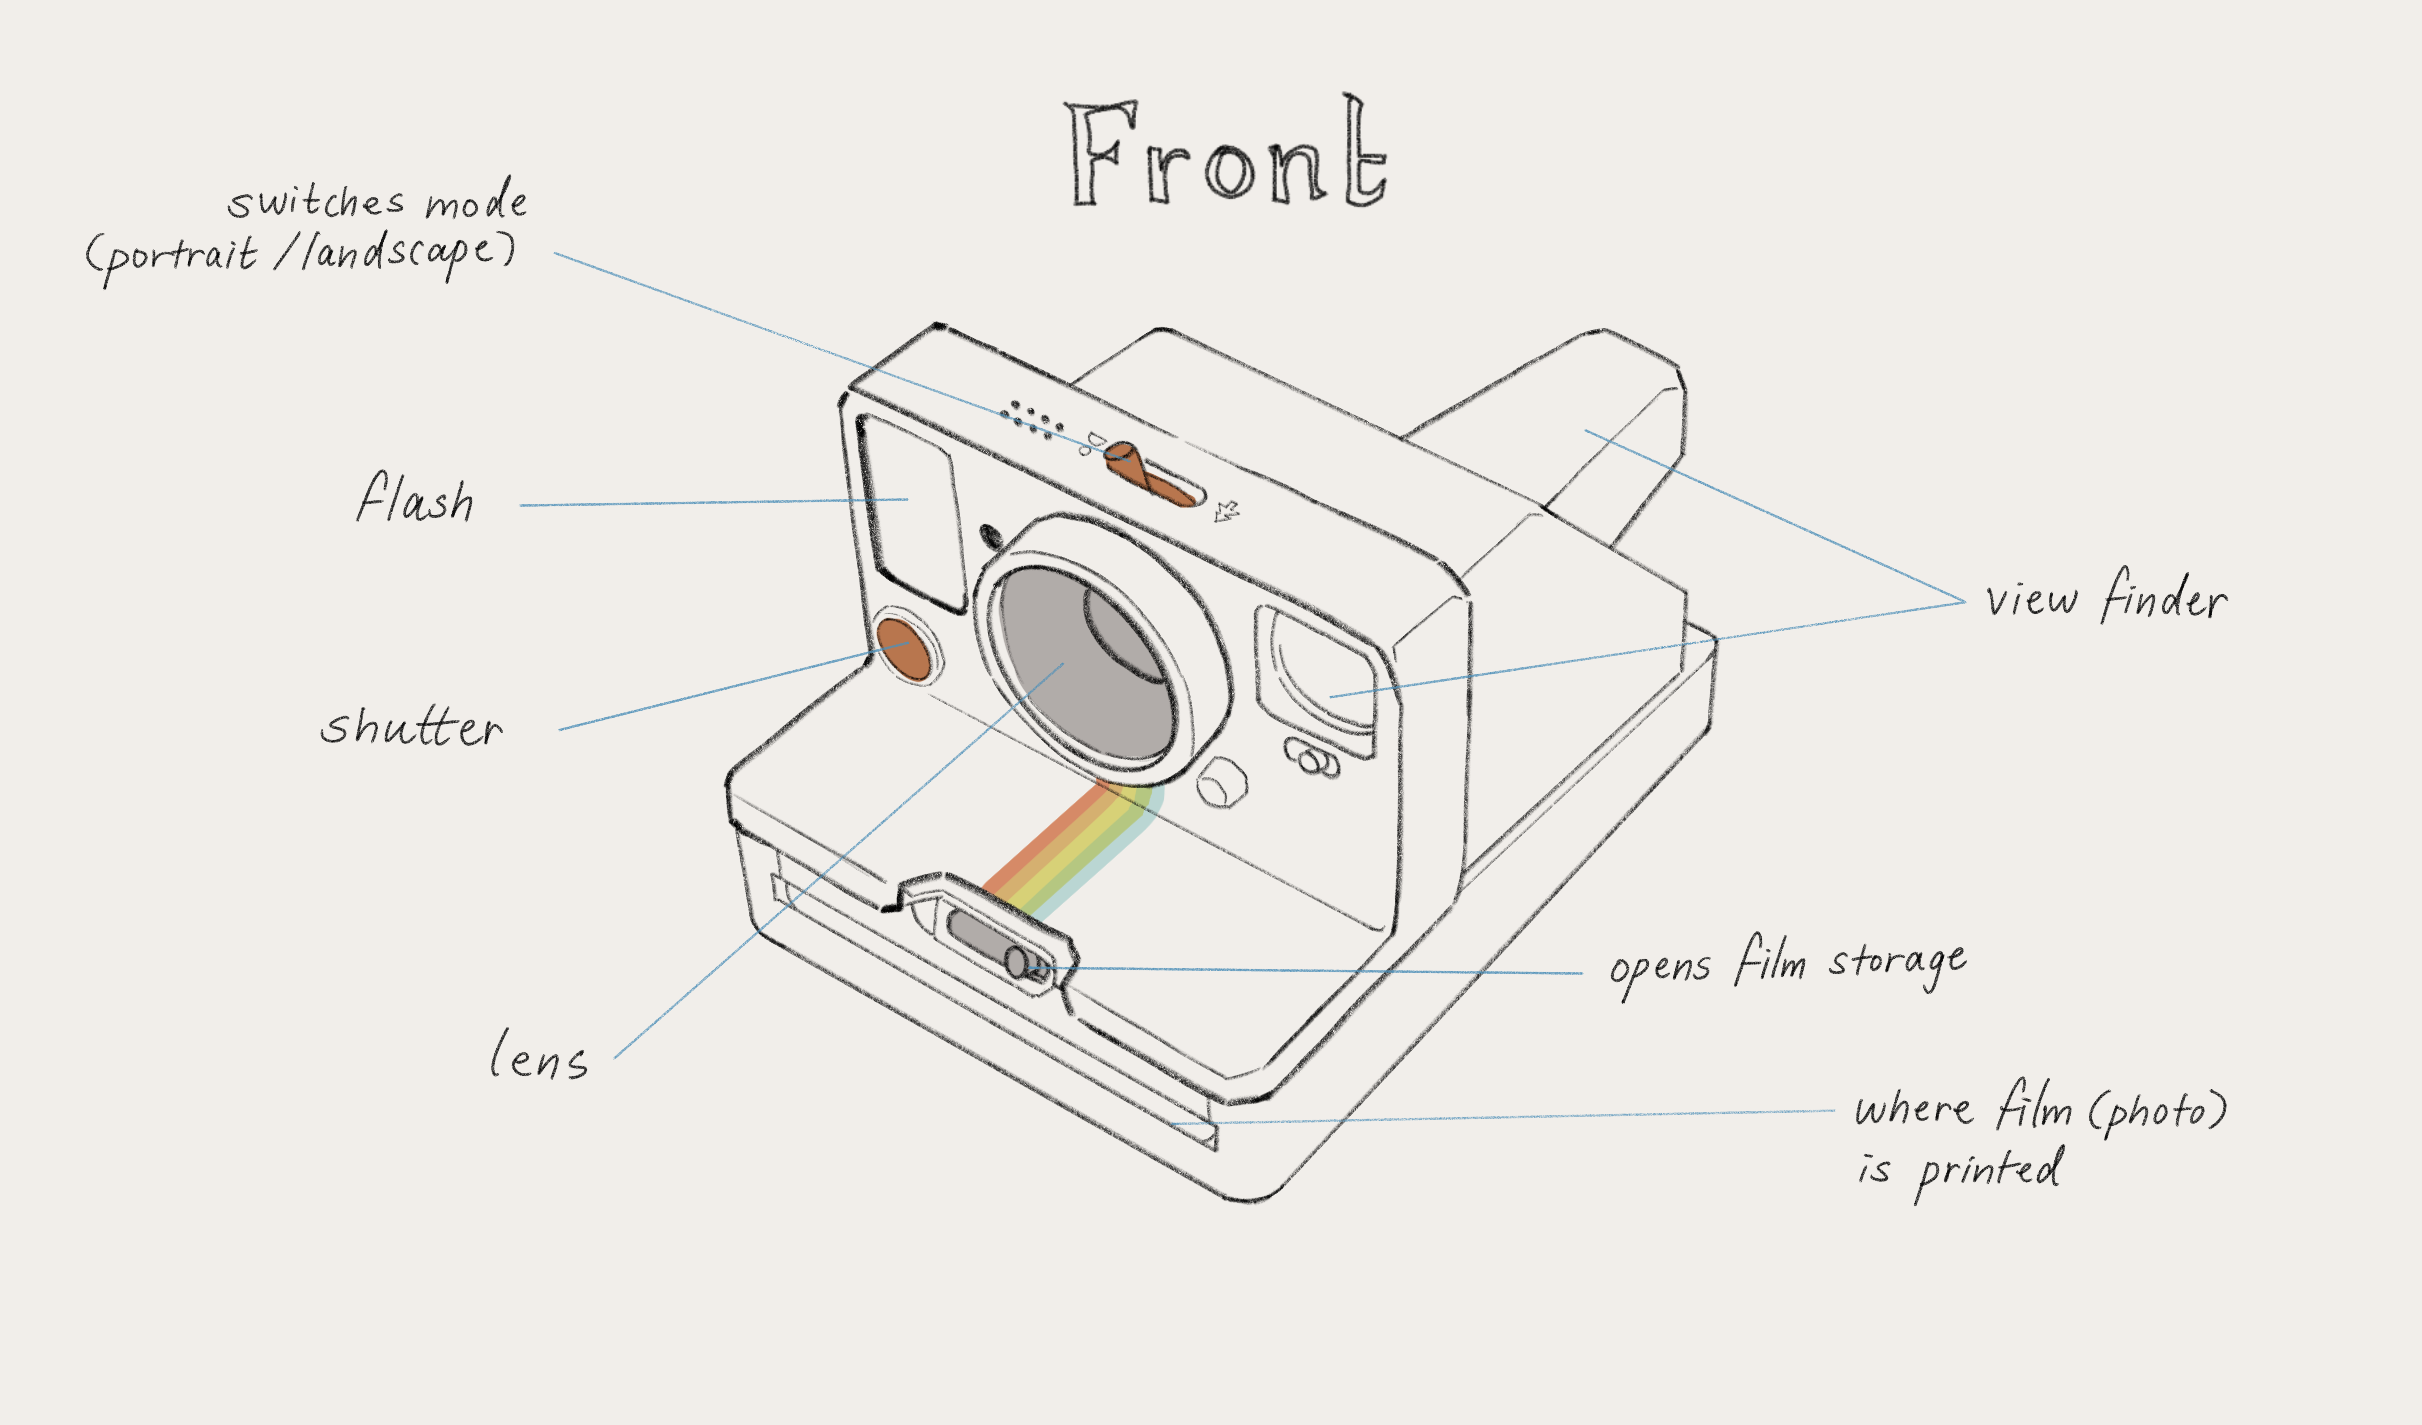 Front
switches mode
(portrait / landscape)
flash
shutter
lens
view finder
opens film storage
where film (photo)
is printed